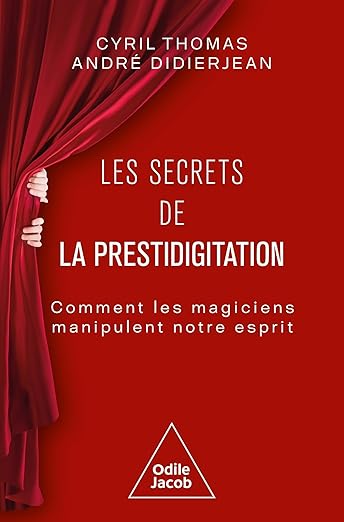 CYRIL THOMAS
ANDRÉ DIDIERJEAN
LES SECRETS
DE
LA PRESTIDIGITATION
Comment les magiciens
manipulent notre esprit
Odile
Jacob